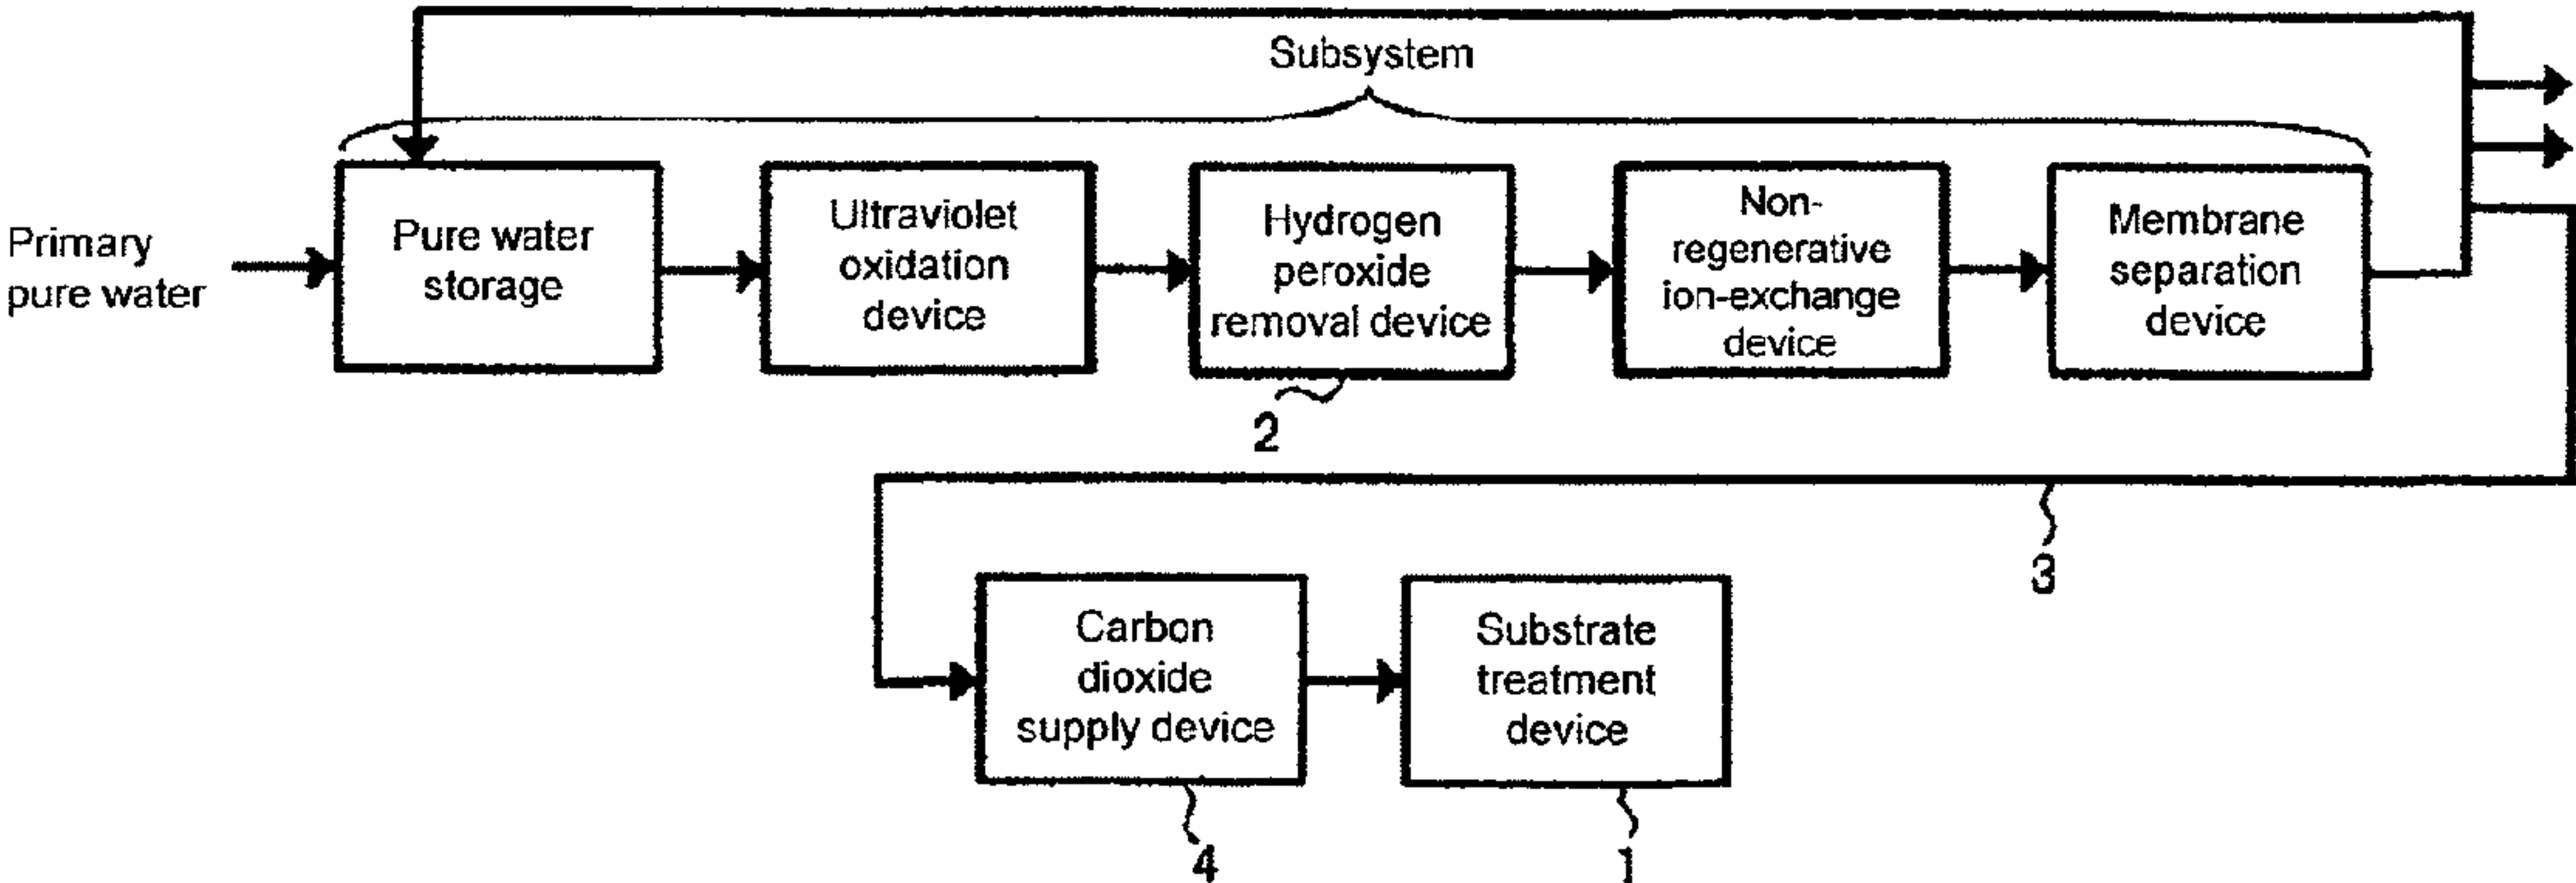 Subsystem
Primary
pure water
Pure water
storage
Ultraviolet
oxidation
device
Hydrogen
peroxide
removal device
Non-
regenerative
ion-exchange
device
Membrane
separation
device
2
3
Carbon
dioxide
supply device
Substrate
treatment
device
4
1